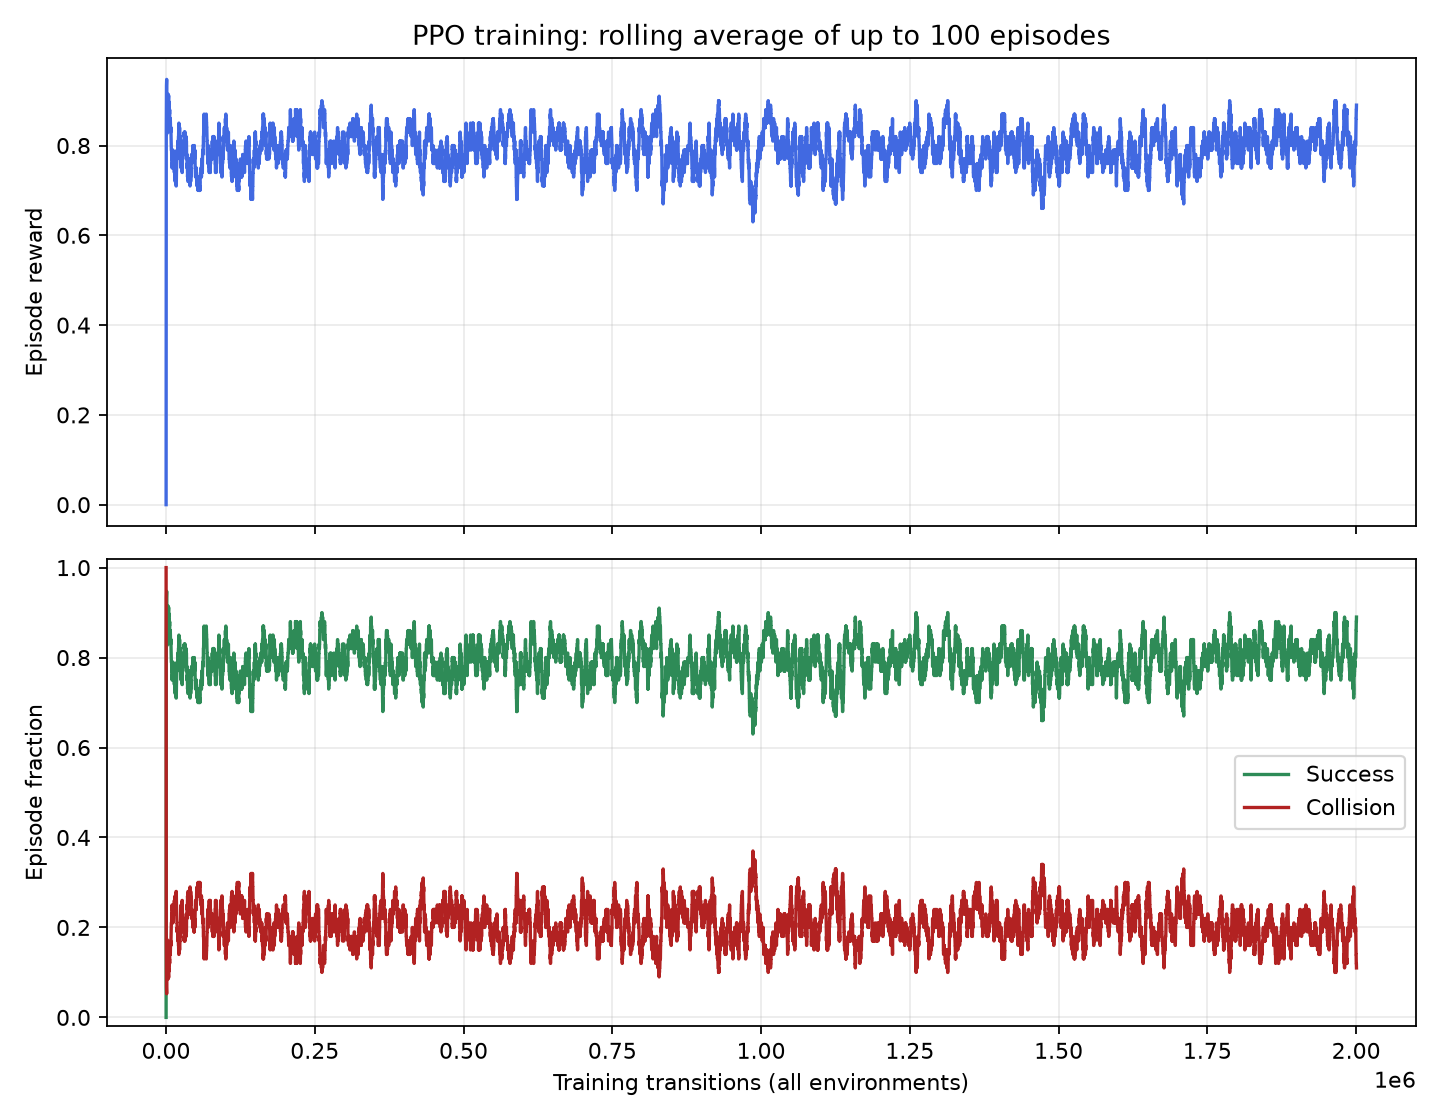 PPO training: rolling average of up to 100 episodes
Episode reward
0.8
0.6
0.4
0.2
0.0
Episode fraction
1.0
0.8
0.6
0.4
0.2
0.0
Success
Collision
0.00 0.25 0.50 0.75 1.00 1.25 1.50 1.75 2.00
Training transitions (all environments)
1e6